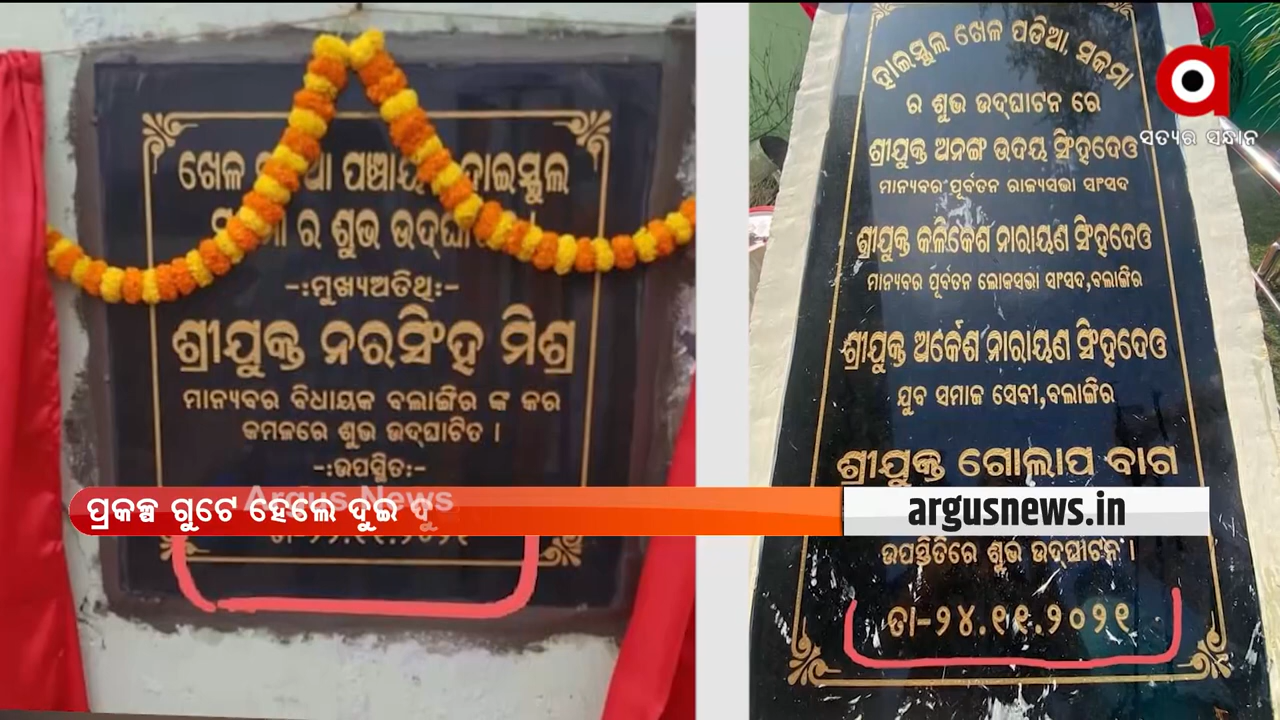 ଖେଳ ପଞ୍ଚାୟତ ହାଇସ୍କୁଲ
ର ଶୁଭ ଉଦ୍‌ଘାଟନ
-:ମୁଖ୍ୟଅତିଥି:-
ଶ୍ରୀଯୁକ୍ତ ନରସିଂହ ମିଶ୍ର
ମାନ୍ୟବର ବିଧାୟକ ବଲାଙ୍ଗିର ଙ୍କ କର
କମଳରେ ଶୁଭ ଉଦ୍‌ଘାଟିତ ।
-:ଉପସ୍ଥିତ:-
ହାଇସ୍କୁଲ ଖେଳ ପଡିଆ, ସକମା
ର ଶୁଭ ଉଦ୍‌ଘାଟନ ରେ
ଶ୍ରୀଯୁକ୍ତ ଅନଙ୍ଗ ଉଦୟ ସିଂହଦେଓ
ମାନ୍ୟବର ପୂର୍ବତନ ରାଜ୍ୟସଭା ସାଂସଦ
ଶ୍ରୀଯୁକ୍ତ କଳିକେଶ ନାରାୟଣ ସିଂହଦେଓ
ମାନ୍ୟବର ପୂର୍ବତନ ଲୋକସଭା ସାଂସଦ,ବଲାଙ୍ଗିର
ଶ୍ରୀଯୁକ୍ତ ଅର୍କେଶ ନାରାୟଣ ସିଂହଦେଓ
ଯୁବ ସମାଜ ସେବୀ,ବଲାଙ୍ଗିର
ଶ୍ରୀଯୁକ୍ତ ଗୋଲାପ ବାଗ
ଉପସ୍ଥିତିରେ ଶୁଭ ଉଦ୍‌ଘାଟନ ।
ତା-୨୪.୧୧.୨୦୨୧
ସତ୍ୟର ସନ୍ଧାନ
Argus News
ପ୍ରକଳ୍ପ ଗୁଟେ ହେଲେ ଦୁଇ
argusnews.in